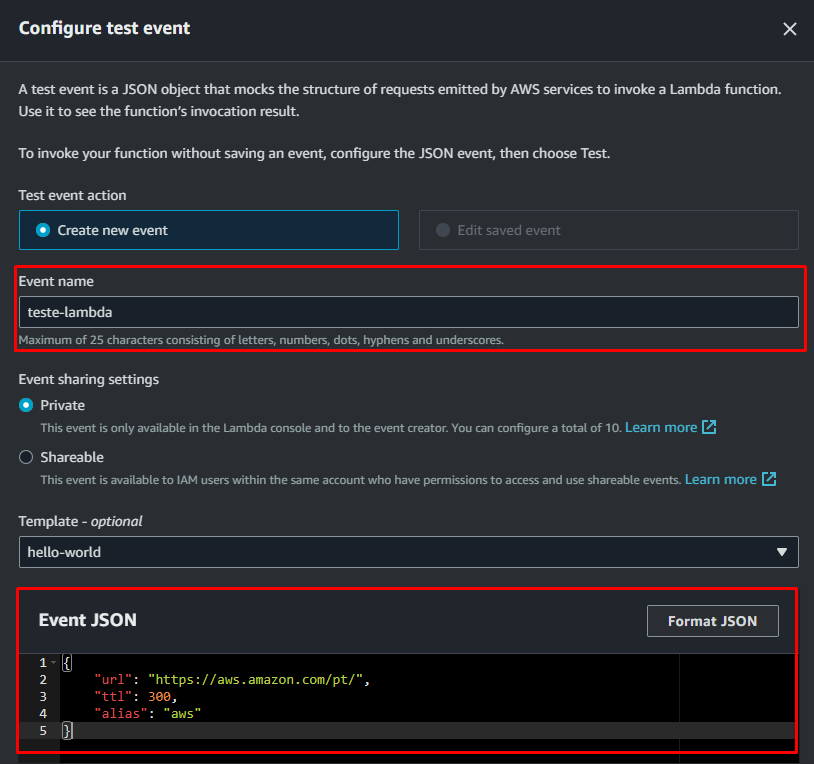 Configure test event
A test event is a JSON object that mocks the structure of requests emitted by AWS services to invoke a Lambda function.
Use it to see the function's invocation result.
To invoke your function without saving an event, configure the JSON event, then choose Test.
Test event action
Create new event
Edit saved event
Event name
teste-lambda
Maximum of 25 characters consisting of letters, numbers, dots, hyphens and underscores.
Event sharing settings
Private
This event is only available in the Lambda console and to the event creator. You can configure a total of 10. Learn more
Shareable
This event is available to IAM users within the same account who have permissions to access and use shareable events. Learn more
Template - optional
hello-world
Event JSON
Format JSON
1 {
2 "url": "https://aws.amazon.com/pt/",
3 "ttl": 300,
4 "alias": "aws"
5 }